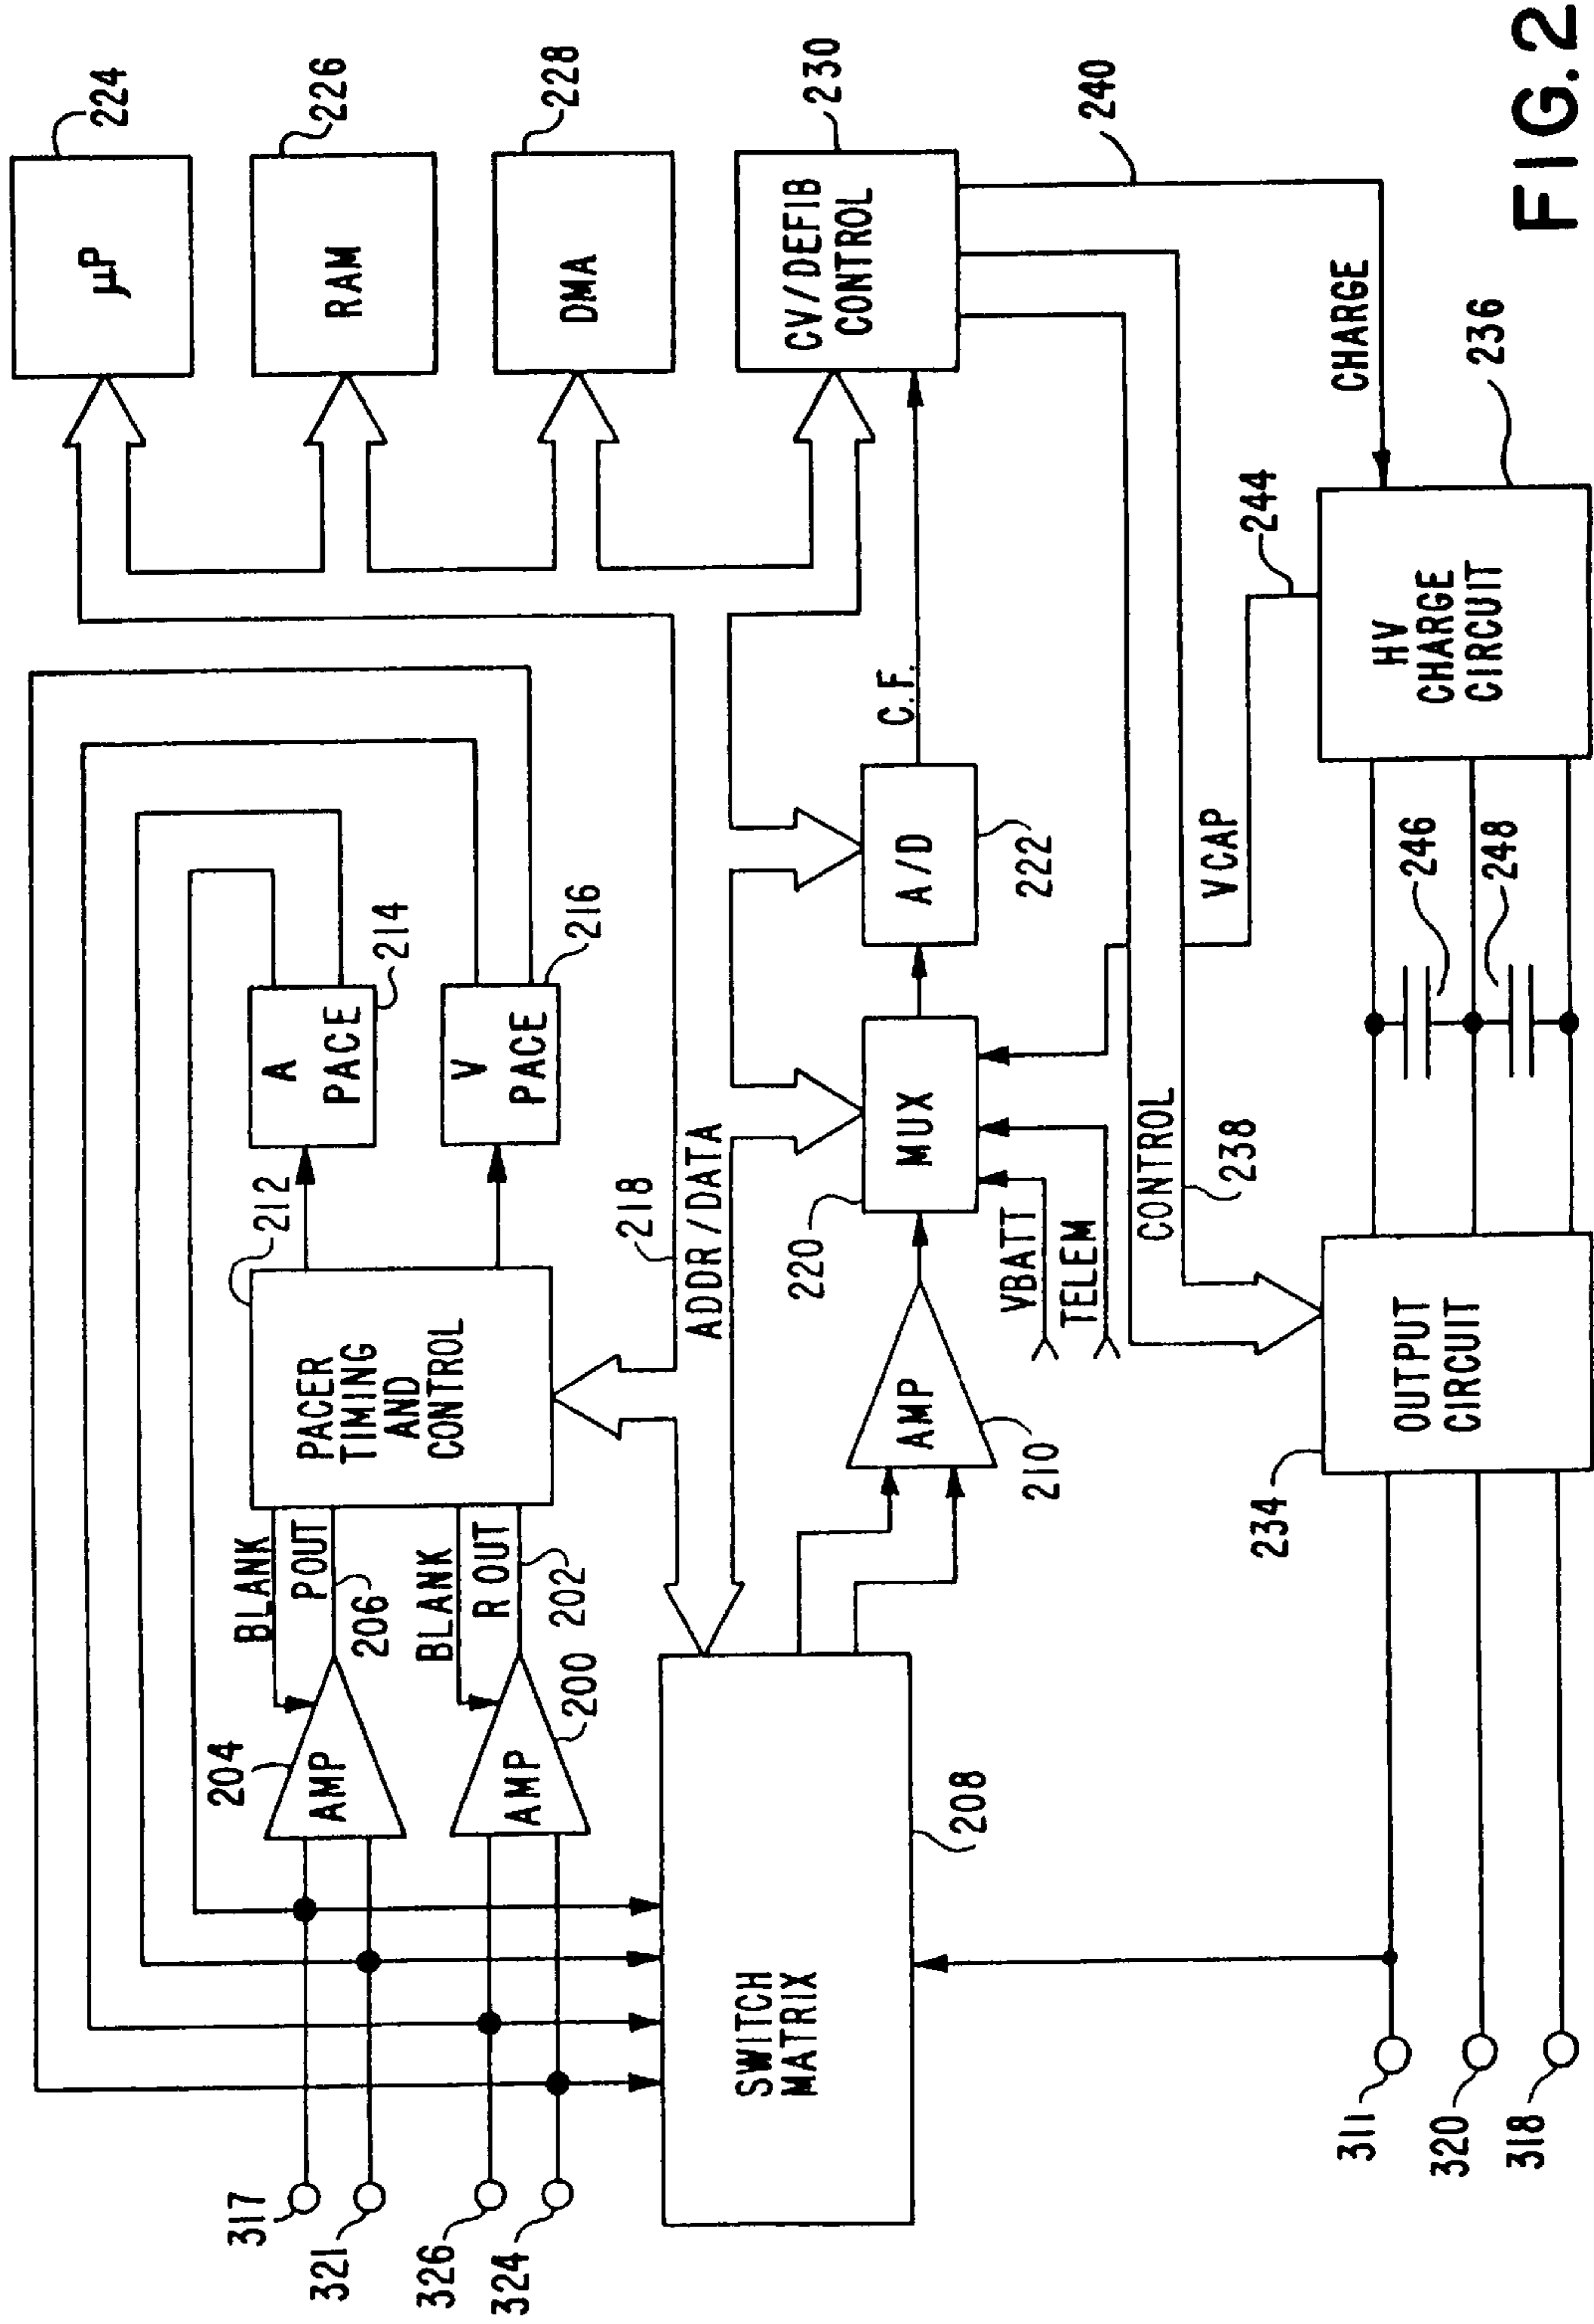 224
μP
226
RAM
228
DMA
230
CV/DEFIB
CONTROL
240
CHARGE
236
HV
CHARGE
CIRCUIT
244
VCAP
246
248
C.F.
A/D
222
214
A
PACE
216
V
PACE
212
PACER
TIMING
AND
CONTROL
218
ADDR/DATA
220
MUX
VBATT
TELEM
CONTROL
238
AMP
210
234
OUTPUT
CIRCUIT
BLANK
POUT
206
BLANK
R OUT
202
204
AMP
200
AMP
208
SWITCH
MATRIX
317
321
326
324
311
320
318
FIG. 2